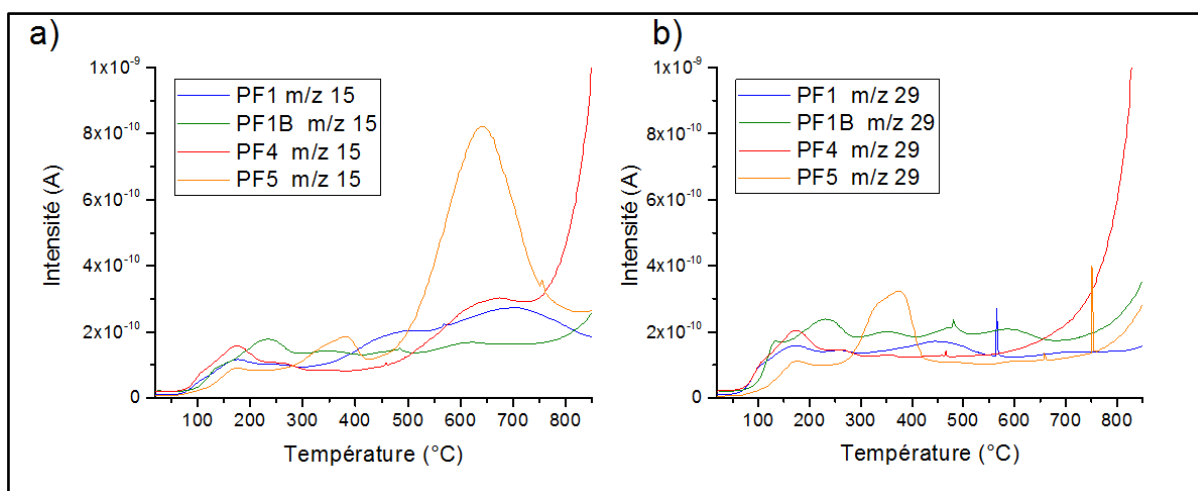 a)
1x10⁻⁹
8x10⁻¹⁰
6x10⁻¹⁰
4x10⁻¹⁰
2x10⁻¹⁰
0
Intensité (A)
PF1 m/z 15
PF1B m/z 15
PF4 m/z 15
PF5 m/z 15
100 200 300 400 500 600 700 800
Température (°C)
b)
1x10⁻⁹
8x10⁻¹⁰
6x10⁻¹⁰
4x10⁻¹⁰
2x10⁻¹⁰
0
Intensité (A)
PF1 m/z 29
PF1B m/z 29
PF4 m/z 29
PF5 m/z 29
100 200 300 400 500 600 700 800
Température (°C)